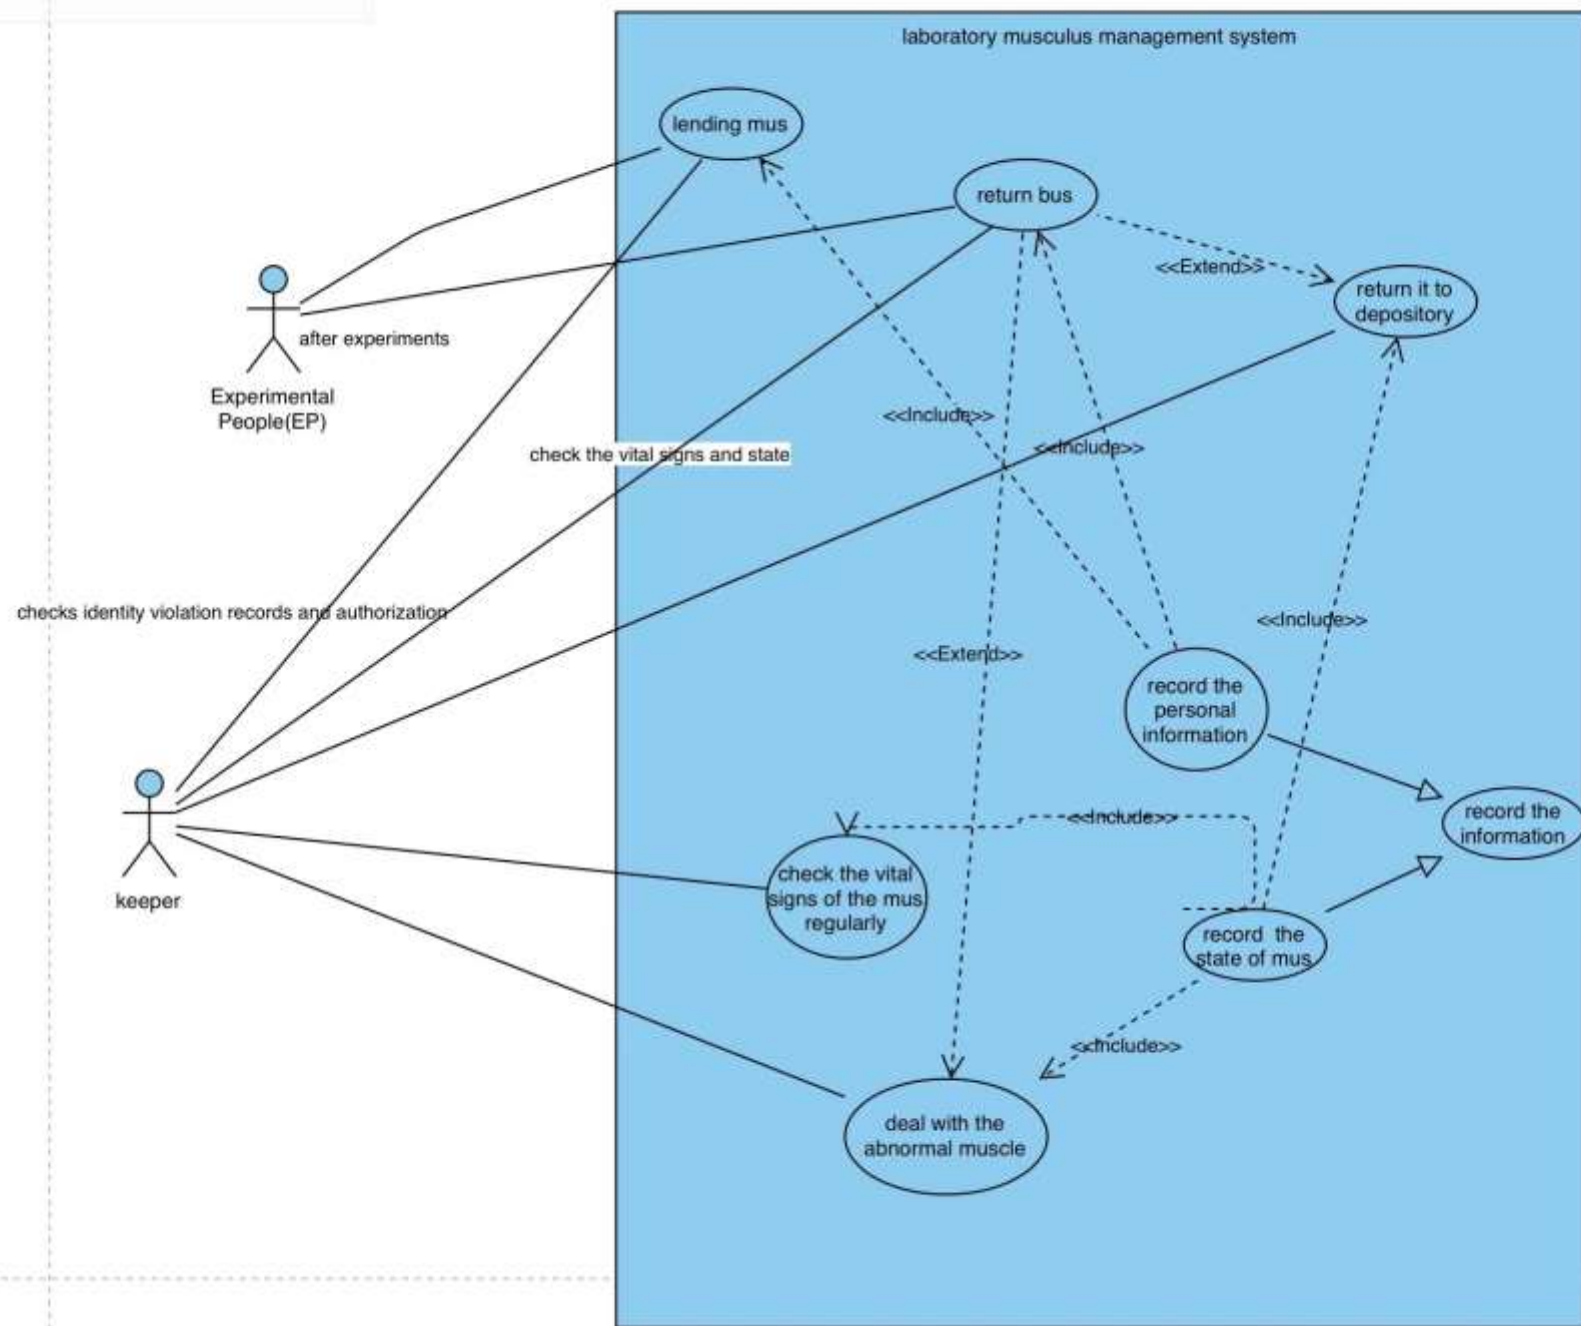 laboratory musculus management system
lending mus
return bus
<<Extend>>
return it to
depository
after experiments
Experimental
People(EP)
<<Include>>
<<Include>>
check the vital signs and state
checks identity violation records and authorization
<<Include>>
<<Extend>>
record the
personal
information
keeper
<<Include>>
record the
information
check the vital
signs of the mus
regularly
record the
state of mus
<<Include>>
deal with the
abnormal muscle